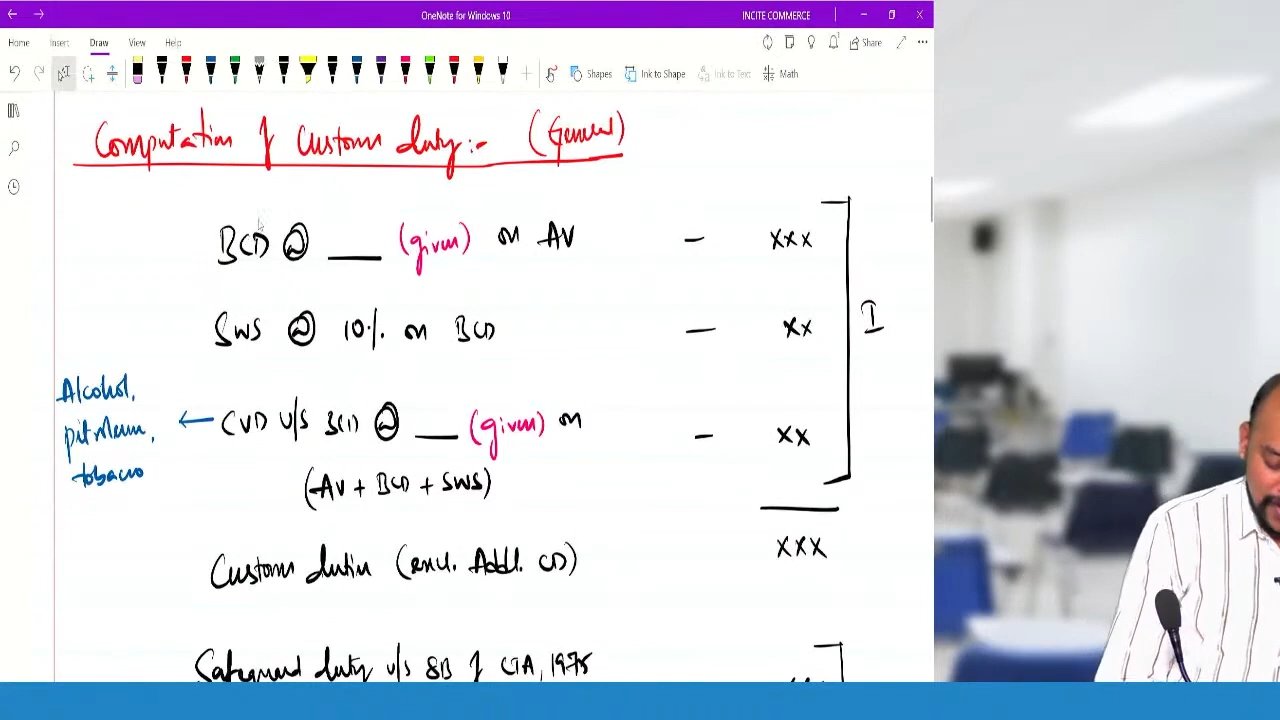 OneNote for Windows 10
INCITE COMMERCE
Home Insert Draw View Help
Share
Shapes Ink to Shape Ink to Text Math
Computation of Customs duty:- (General)
BCD @ ___ (given) on AV - xxx
SWS @ 10% on BCD - xx
I
Alcohol,
pitroleum,
tobacco
← CVD u/s 3(1) @ ___ (given) on - xx
(AV + BCD + SWS)
Customs duties (excl. Addl. CD) xxx
Safeguard duty u/s 8B of CTA, 1975